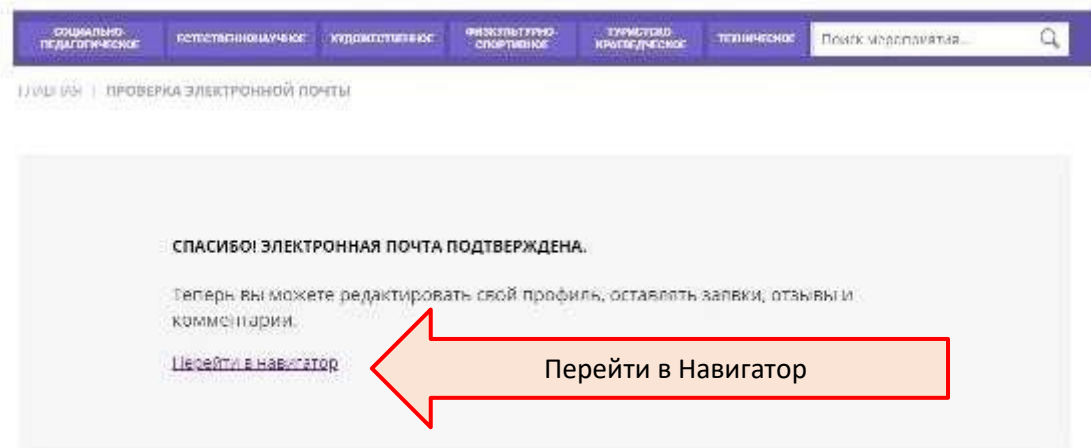 СОЦИАЛЬНО-
ПЕДАГОГИЧЕСКОЕ
ЕСТЕСТВЕННОНАУЧНОЕ
ХУДОЖЕСТВЕННОЕ
ФИЗКУЛЬТУРНО-
СПОРТИВНОЕ
ТУРИСТСКО-
КРАЕВЕДЧЕСКОЕ
ТЕХНИЧЕСКОЕ
Поиск мероприятия...
ГЛАВНАЯ | ПРОВЕРКА ЭЛЕКТРОННОЙ ПОЧТЫ
СПАСИБО! ЭЛЕКТРОННАЯ ПОЧТА ПОДТВЕРЖДЕНА.
Теперь вы можете редактировать свой профиль, оставлять заявки, отзывы и
комментарии.
Перейти в навигатор
Перейти в Навигатор